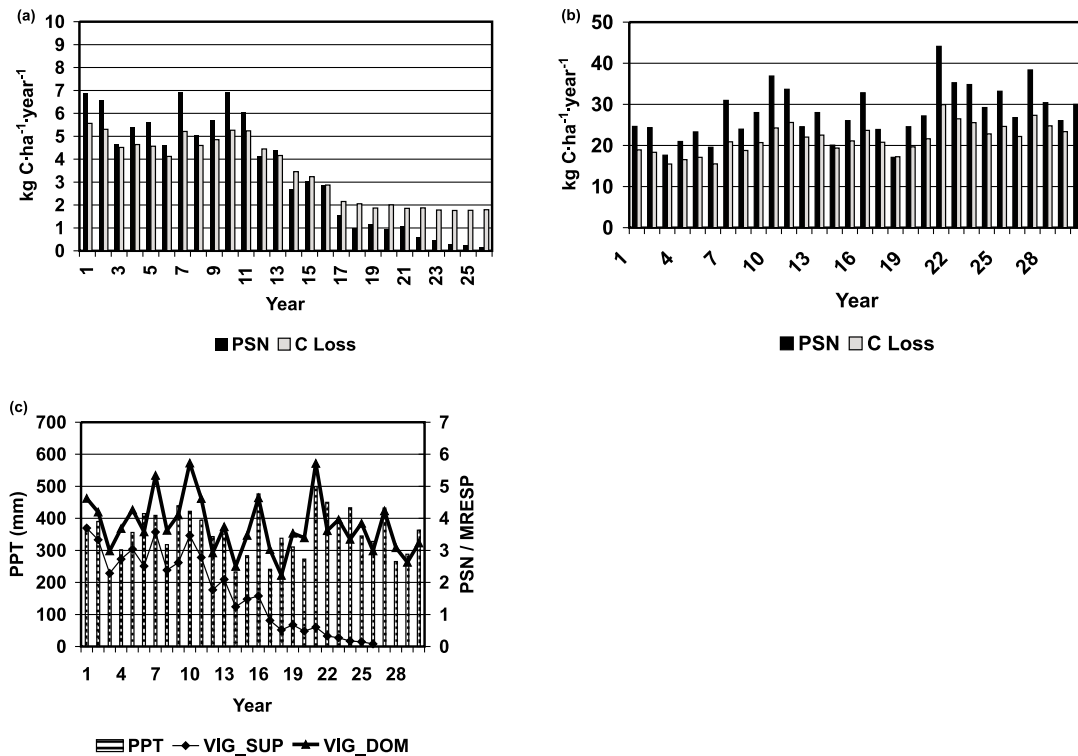 (a)
10
9
8
7
6
5
4
3
2
1
0
kg C·ha⁻¹·year⁻¹
1 3 5 7 9 11 13 15 17 19 21 23 25
Year
PSN C Loss
(b)
50
40
30
20
10
0
kg C·ha⁻¹·year⁻¹
1 4 7 10 13 16 19 22 25 28
Year
PSN C Loss
(c)
700
600
500
400
300
200
100
0
PPT (mm)
7
6
5
4
3
2
1
0
PSN / MRESP
1 4 7 10 13 16 19 22 25 28
Year
PPT VIG_SUP VIG_DOM